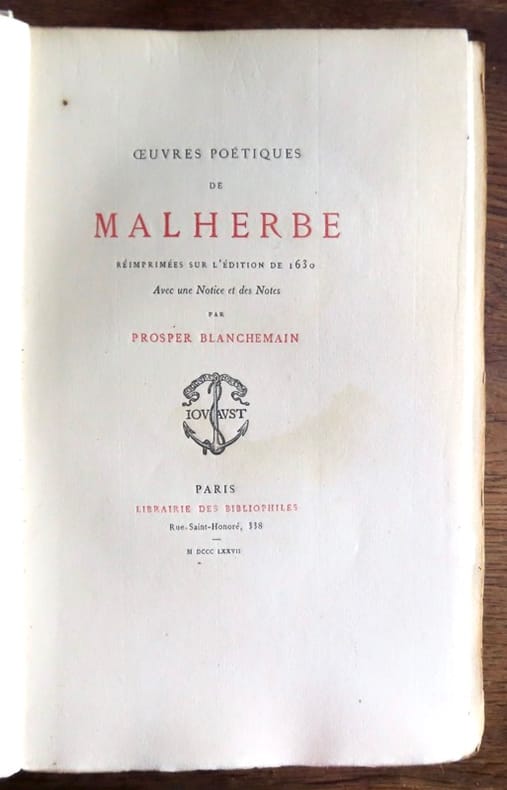 ŒUVRES POÉTIQUES
DE
MALHERBE
RÉIMPRIMÉES SUR L'ÉDITION DE 1630
Avec une Notice et des Notes
PAR
PROSPER BLANCHEMAIN
IOVAVST
PARIS
LIBRAIRIE DES BIBLIOPHILES
Rue Saint-Honoré, 338
—
M DCCC LXXVII